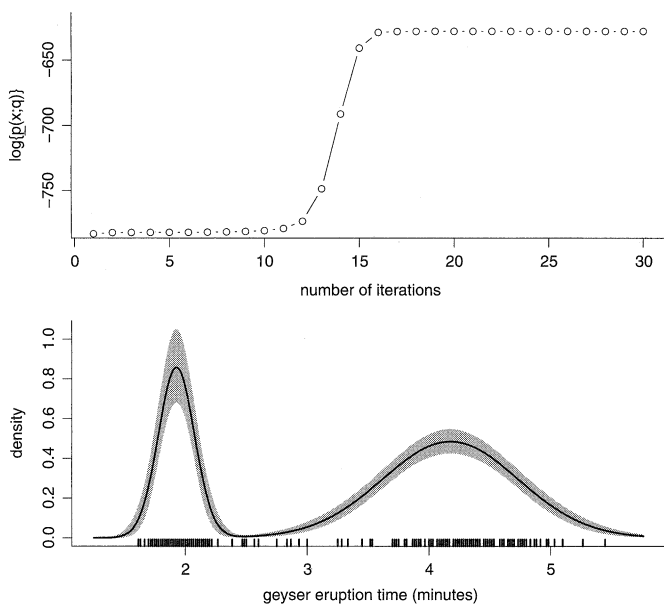 log{p(x;q)}
-650
-700
-750
0 5 10 15 20 25 30
number of iterations
density
1.0
0.8
0.6
0.4
0.2
0.0
2 3 4 5
geyser eruption time (minutes)